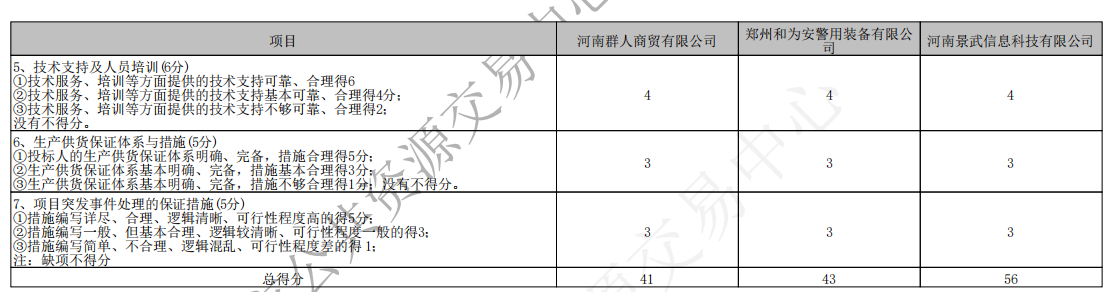 项目
河南群人商贸有限公司
郑州和为安警用装备有限公
司
河南景武信息科技有限公司
5、技术支持及人员培训(6分)
①技术服务、培训等方面提供的技术支持可靠、合理得6
②技术服务、培训等方面提供的技术支持基本可靠、合理得4分;
③技术服务、培训等方面提供的技术支持不够可靠、合理得2;
没有不得分。
4
4
4
6、生产供货保证体系与措施(5分)
①投标人的生产供货保证体系明确、完备，措施合理得5分;
②生产供货保证体系基本明确、完备，措施基本合理得3分;
③生产供货保证体系基本明确、完备，措施不够合理得1分; 没有不得分。
3
3
3
7、项目突发事件处理的保证措施(5分)
①措施编写详尽、合理、逻辑清晰、可行性程度高的得5分;
②措施编写一般、但基本合理、逻辑较清晰、可行性程度一般的得3;
③措施编写简单、不合理、逻辑混乱、可行性程度差的得 1;
注: 缺项不得分
3
3
3
总得分
41
43
56
公共资源交易中心
资源交易中心